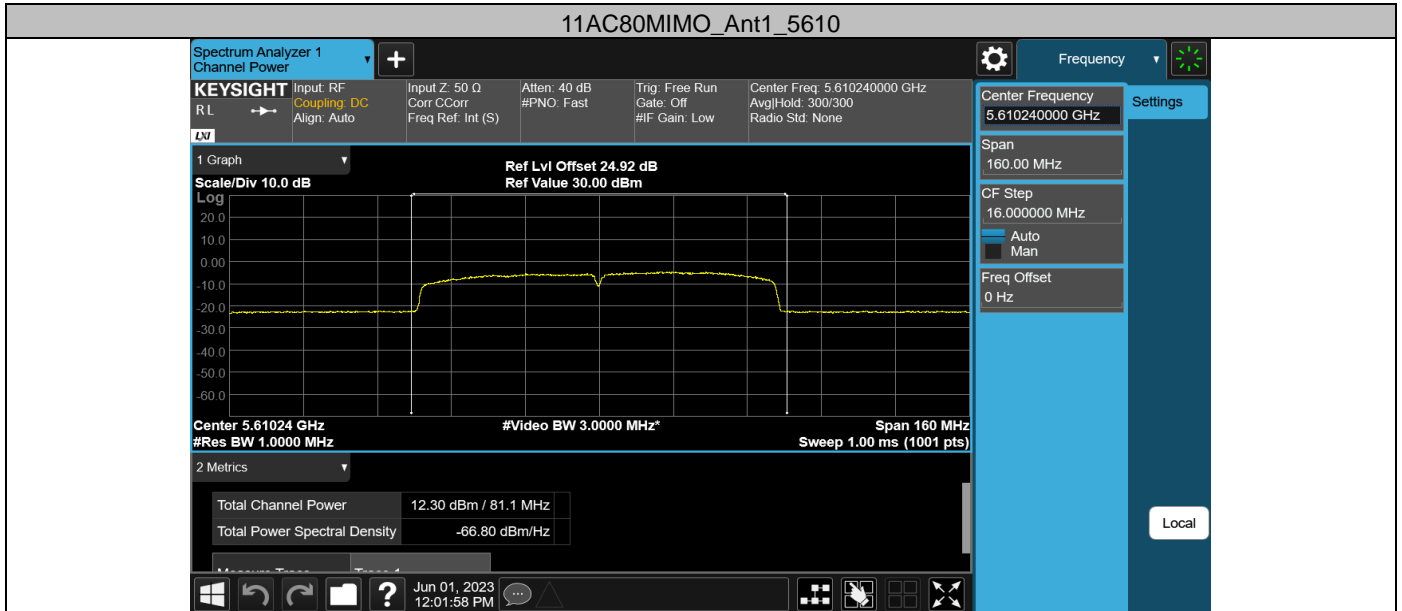 11AC80MIMO_Ant1_5610
Spectrum Analyzer 1
Channel Power
+
Frequency
KEYSIGHT
RL
LXI
Input: RF
Coupling: DC
Align: Auto
Input Z: 50 Ω
Corr CCorr
Freq Ref: Int (S)
Atten: 40 dB
#PNO: Fast
Trig: Free Run
Gate: Off
#IF Gain: Low
Center Freq: 5.610240000 GHz
Avg|Hold: 300/300
Radio Std: None
Center Frequency
5.610240000 GHz
Settings
Span
160.00 MHz
CF Step
16.000000 MHz
Auto
Man
Freq Offset
0 Hz
Local
1 Graph
Scale/Div 10.0 dB
Ref Lvl Offset 24.92 dB
Ref Value 30.00 dBm
Log
20.0
10.0
0.00
-10.0
-20.0
-30.0
-40.0
-50.0
-60.0
Center 5.61024 GHz
#Res BW 1.0000 MHz
#Video BW 3.0000 MHz*
Span 160 MHz
Sweep 1.00 ms (1001 pts)
2 Metrics
Total Channel Power 12.30 dBm / 81.1 MHz
Total Power Spectral Density -66.80 dBm/Hz
Measure Trace Trace 1
?
Jun 01, 2023
12:01:58 PM